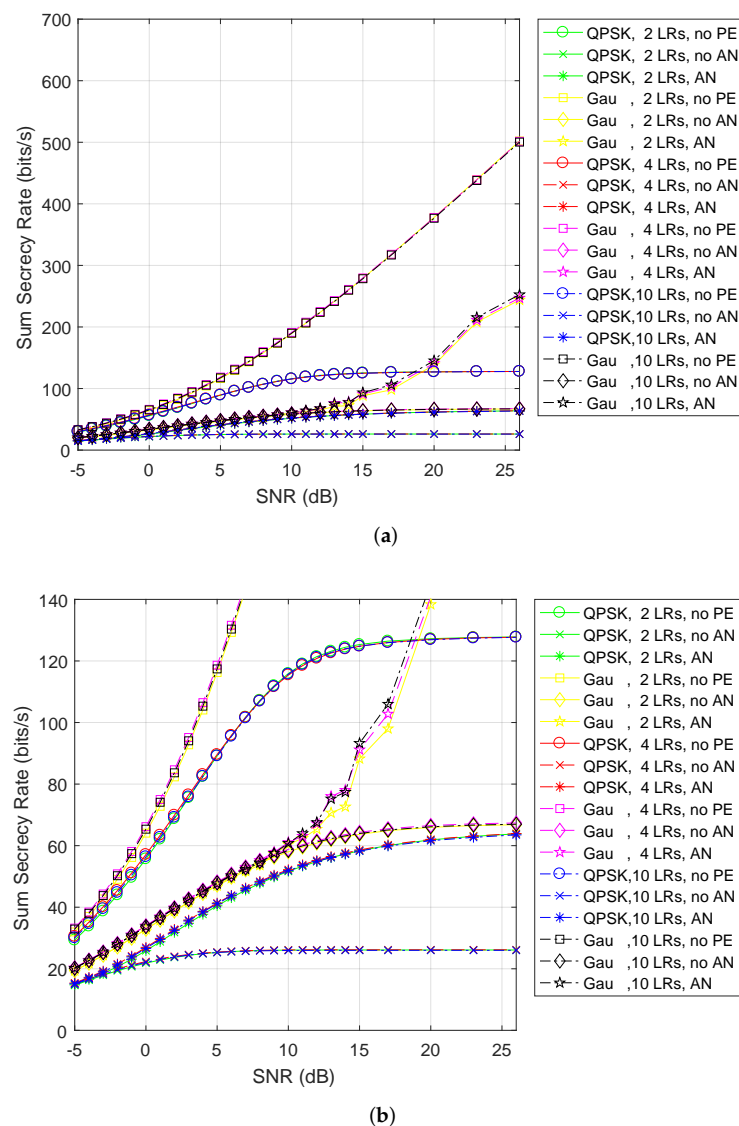 700
600
500
400
300
200
100
0
-5
0
5
10
15
20
25
SNR (dB)
Sum Secrecy Rate (bits/s)
QPSK, 2 LRs, no PE
QPSK, 2 LRs, no AN
QPSK, 2 LRs, AN
Gau , 2 LRs, no PE
Gau , 2 LRs, no AN
Gau , 2 LRs, AN
QPSK, 4 LRs, no PE
QPSK, 4 LRs, no AN
QPSK, 4 LRs, AN
Gau , 4 LRs, no PE
Gau , 4 LRs, no AN
Gau , 4 LRs, AN
QPSK,10 LRs, no PE
QPSK,10 LRs, no AN
QPSK,10 LRs, AN
Gau ,10 LRs, no PE
Gau ,10 LRs, no AN
Gau ,10 LRs, AN
(a)
140
120
100
80
60
40
20
0
-5
0
5
10
15
20
25
SNR (dB)
Sum Secrecy Rate (bits/s)
QPSK, 2 LRs, no PE
QPSK, 2 LRs, no AN
QPSK, 2 LRs, AN
Gau , 2 LRs, no PE
Gau , 2 LRs, no AN
Gau , 2 LRs, AN
QPSK, 4 LRs, no PE
QPSK, 4 LRs, no AN
QPSK, 4 LRs, AN
Gau , 4 LRs, no PE
Gau , 4 LRs, no AN
Gau , 4 LRs, AN
QPSK,10 LRs, no PE
QPSK,10 LRs, no AN
QPSK,10 LRs, AN
Gau ,10 LRs, no PE
Gau ,10 LRs, no AN
Gau ,10 LRs, AN
(b)